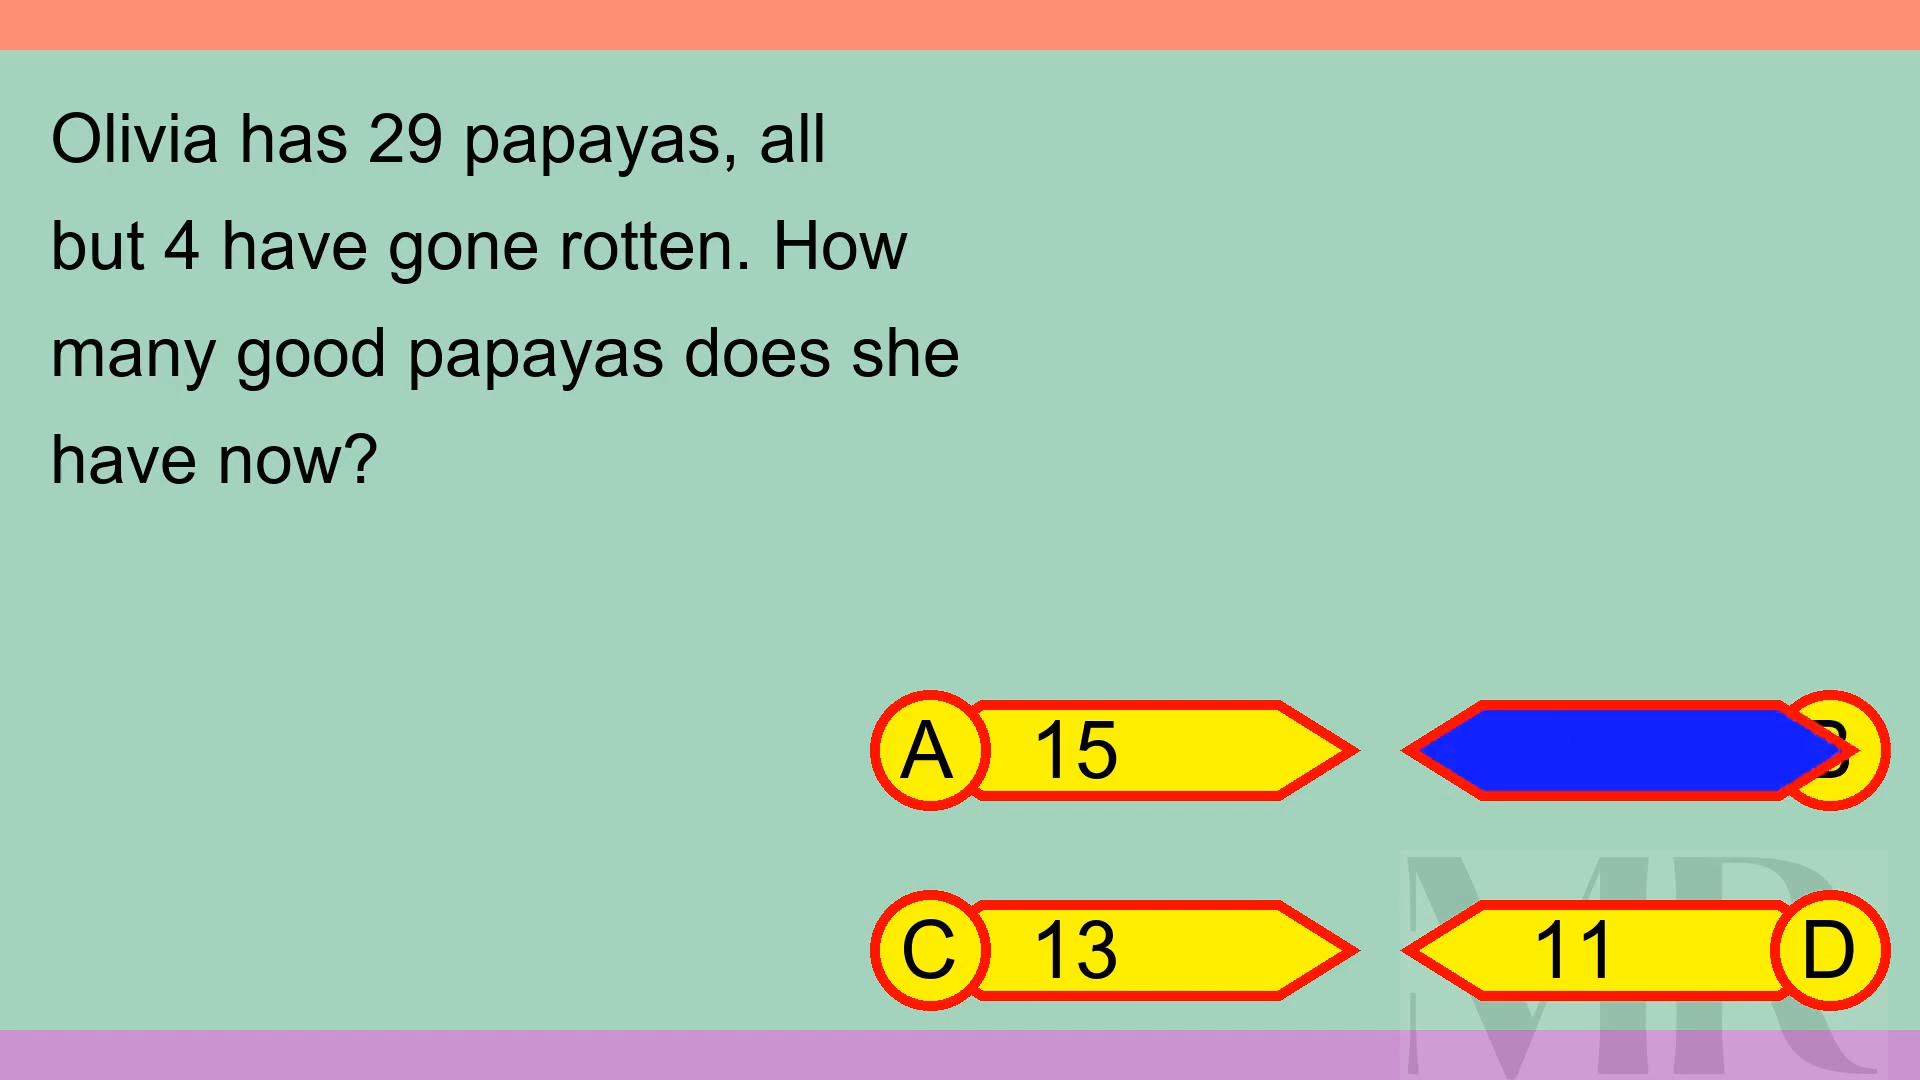 Olivia has 29 papayas, all
but 4 have gone rotten. How
many good papayas does she
have now?
A 15
B
C 13
11 D
MR